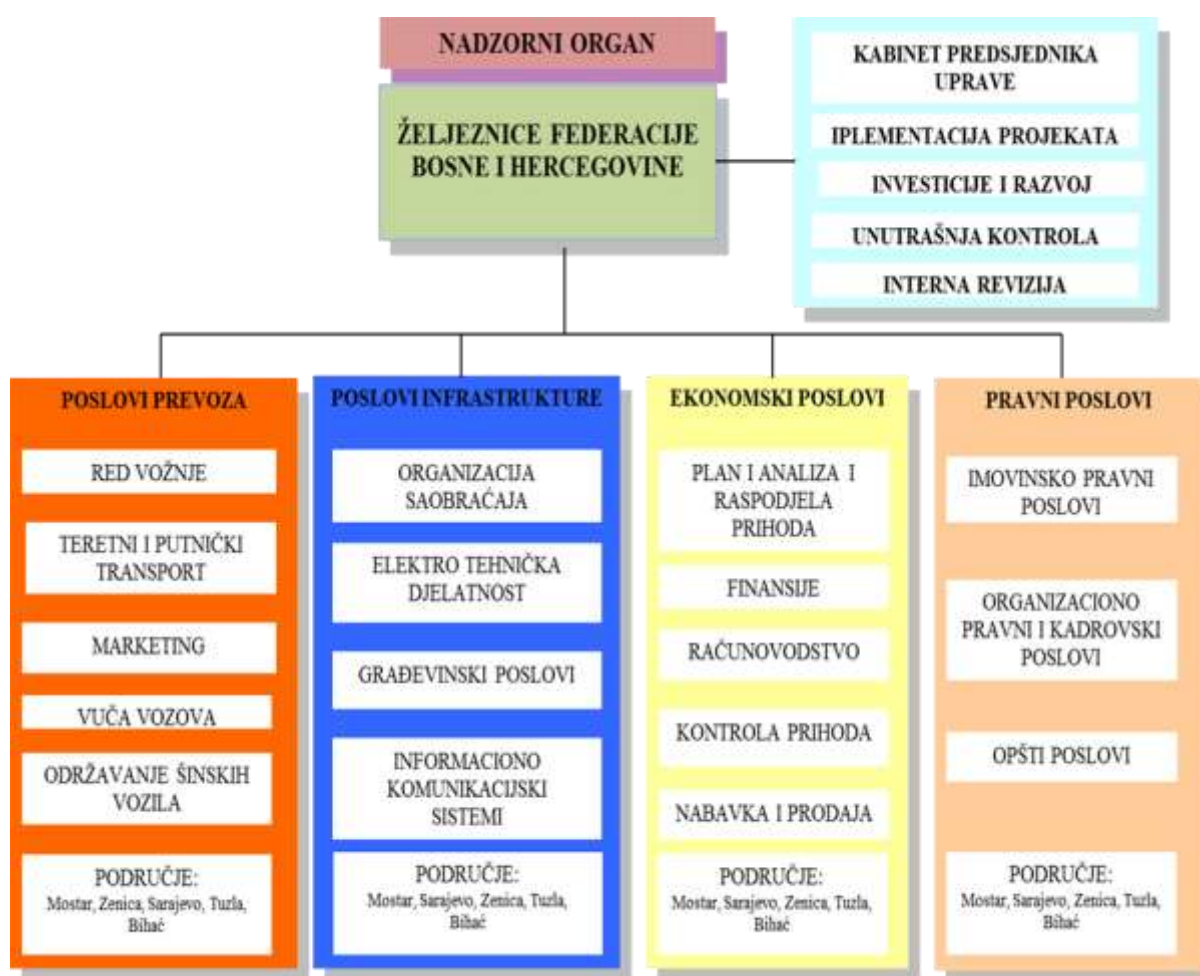 NADZORNI ORGAN
ŽELJEZNICE FEDERACIJE
BOSNE I HERCEGOVINE
KABINET PREDSJEDNIKA
UPRAVE
IPLEMENTACIJA PROJEKATA
INVESTICIJE I RAZVOJ
UNUTRAŠNJA KONTROLA
INTERNA REVIZIJA
POSLOVI PREVOZA
RED VOŽNJE
TERETNI I PUTNIČKI
TRANSPORT
MARKETING
VUČA VOZOVA
ODRŽAVANJE ŠINSKIH
VOZILA
PODRUČJE:
Mostar, Zenica, Sarajevo, Tuzla,
Bihać
POSLOVI INFRASTRUKTURE
ORGANIZACIJA
SAOBRAĆAJA
ELEKTRO TEHNIČKA
DJELATNOST
GRAĐEVINSKI POSLOVI
INFORMACIONO
KOMUNIKACIJSKI
SISTEMI
PODRUČJE:
Mostar, Sarajevo, Zenica, Tuzla,
Bihać
EKONOMSKI POSLOVI
PLAN I ANALIZA I
RASPODJELA
PRIHODA
FINANSIJE
RAČUNOVODSTVO
KONTROLA PRIHODA
NABAVKA I PRODAJA
PODRUČJE:
Mostar, Sarajevo, Zenica, Tuzla,
Bihać
PRAVNI POSLOVI
IMOVINSKO PRAVNI
POSLOVI
ORGANIZACIONO
PRAVNI I KADROVSKI
POSLOVI
OPŠTI POSLOVI
PODRUČJE:
Mostar, Sarajevo, Zenica, Tuzla,
Bihać